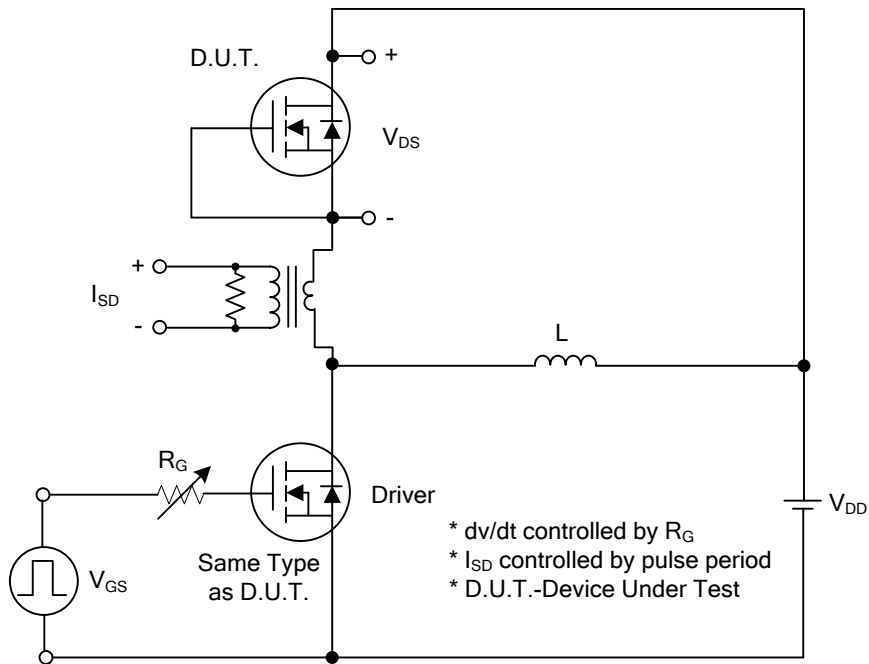 D.U.T.
+
V_DS
-
+
I_SD
-
L
R_G
Driver
V_DD
V_GS
Same Type
as D.U.T.
* dv/dt controlled by R_G
* I_SD controlled by pulse period
* D.U.T.-Device Under Test